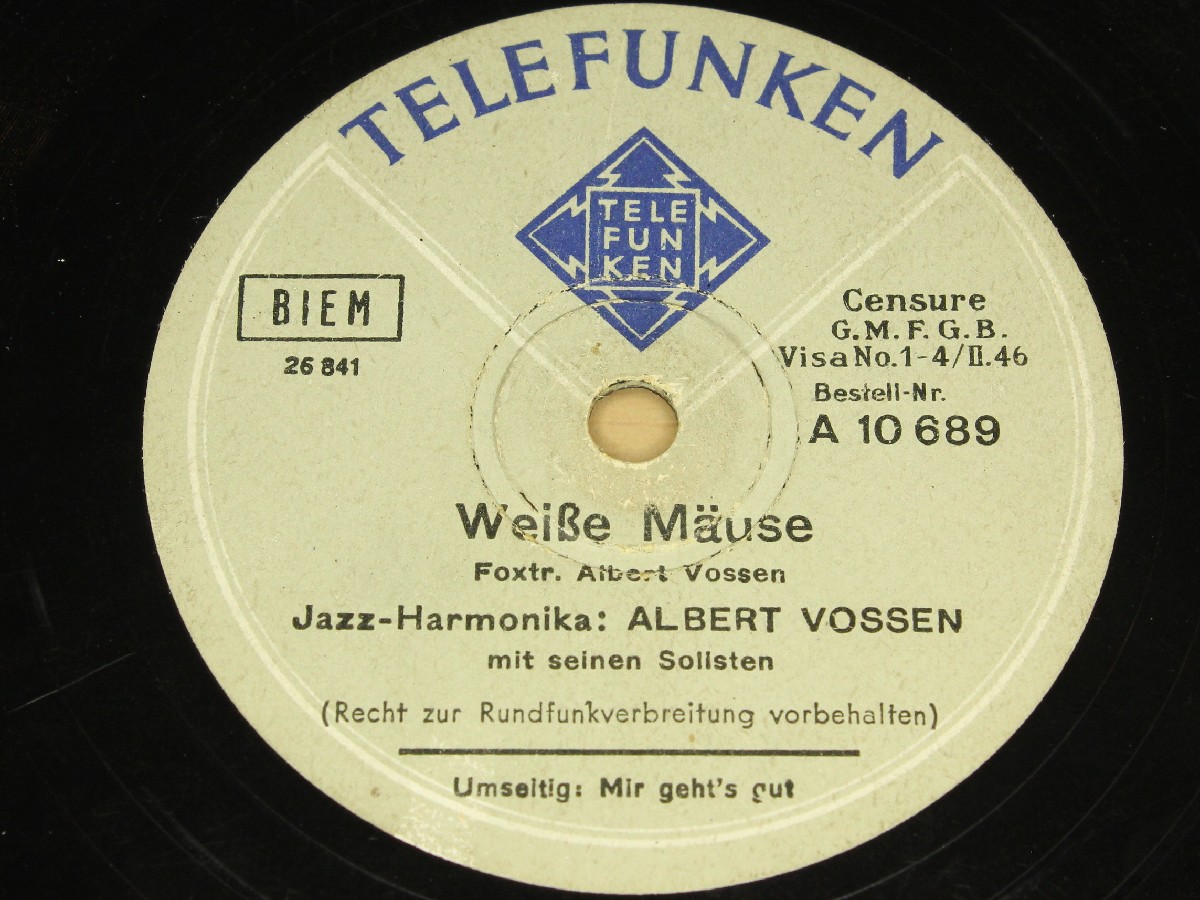 TELEFUNKEN
TELE
FUN
KEN
BIEM
26 841
Censure
G.M.F.G.B.
Visa No. 1-4/II.46
Bestell-Nr.
A 10 689
Weiße Mäuse
Foxtr. Albert Vossen
Jazz-Harmonika: ALBERT VOSSEN
mit seinen Solisten
(Recht zur Rundfunkverbreitung vorbehalten)
Umseitig: Mir geht's gut